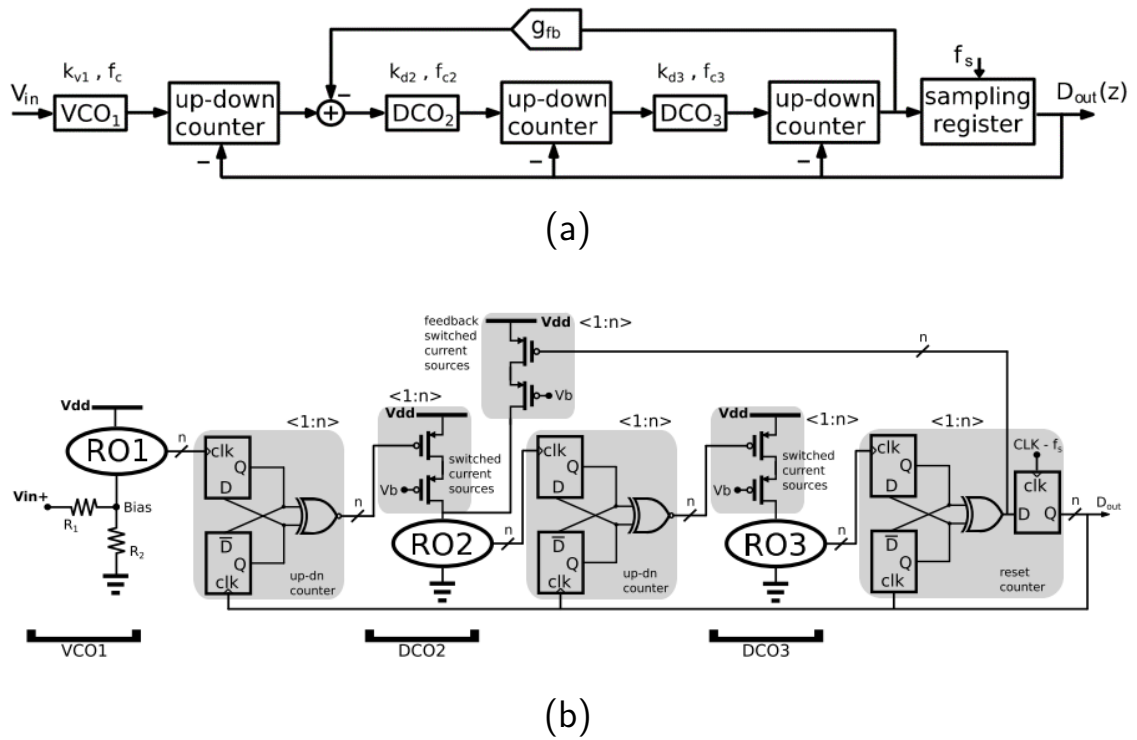 (a)
g_fb
k_v1 , f_c
k_d2 , f_c2
k_d3 , f_c3
f_s
V_in
VCO_1
up-down
counter
−
+
DCO_2
up-down
counter
DCO_3
up-down
counter
sampling
register
D_out(z)
−
−
−
(a)
feedback
switched
current
sources
Vdd
<1:n>
n
Vb
Vdd
RO1
n
<1:n>
clk
Q
D
D̅
Q
clk
up-dn
counter
n
Vin+
R_1
Bias
R_2
<1:n>
Vdd
switched
current
sources
Vb
RO2
n
<1:n>
clk
Q
D
D̅
Q
clk
up-dn
counter
n
Vdd
<1:n>
switched
current
sources
Vb
RO3
n
<1:n>
clk
Q
D
D̅
Q
clk
CLK - f_s
clk
D
Q
n
D_out
reset
counter
VCO1
DCO2
DCO3
(b)